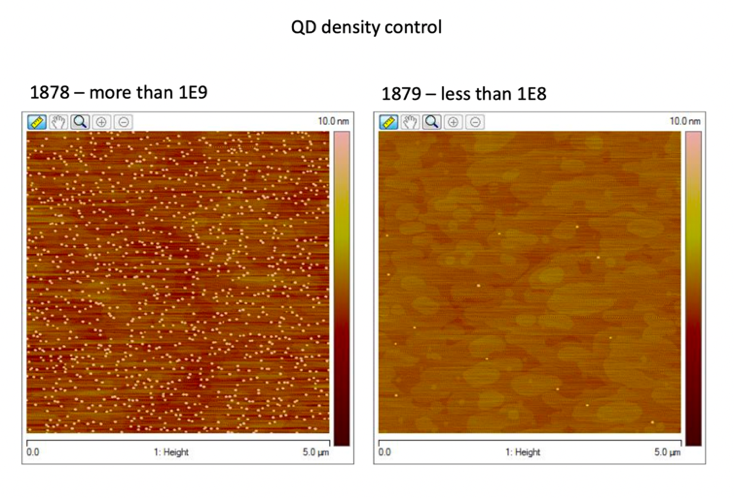 QD density control
1878 – more than 1E9
1879 – less than 1E8
10.0 nm
10.0 nm
0.0
1: Height
5.0 µm
0.0
1: Height
5.0 µm